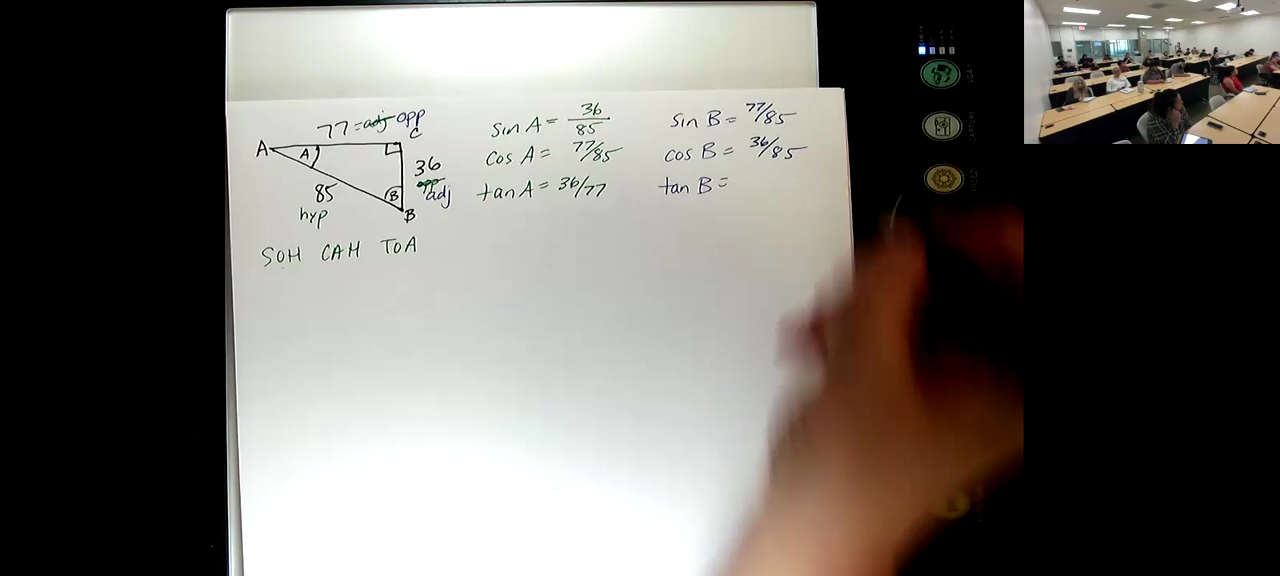 77 = adj opp
A
A
C
36
opp adj
85
hyp
B
B
SOH CAH TOA
sin A = 36/85
cos A = 77/85
tan A = 36/77
sin B = 77/85
cos B = 36/85
tan B =